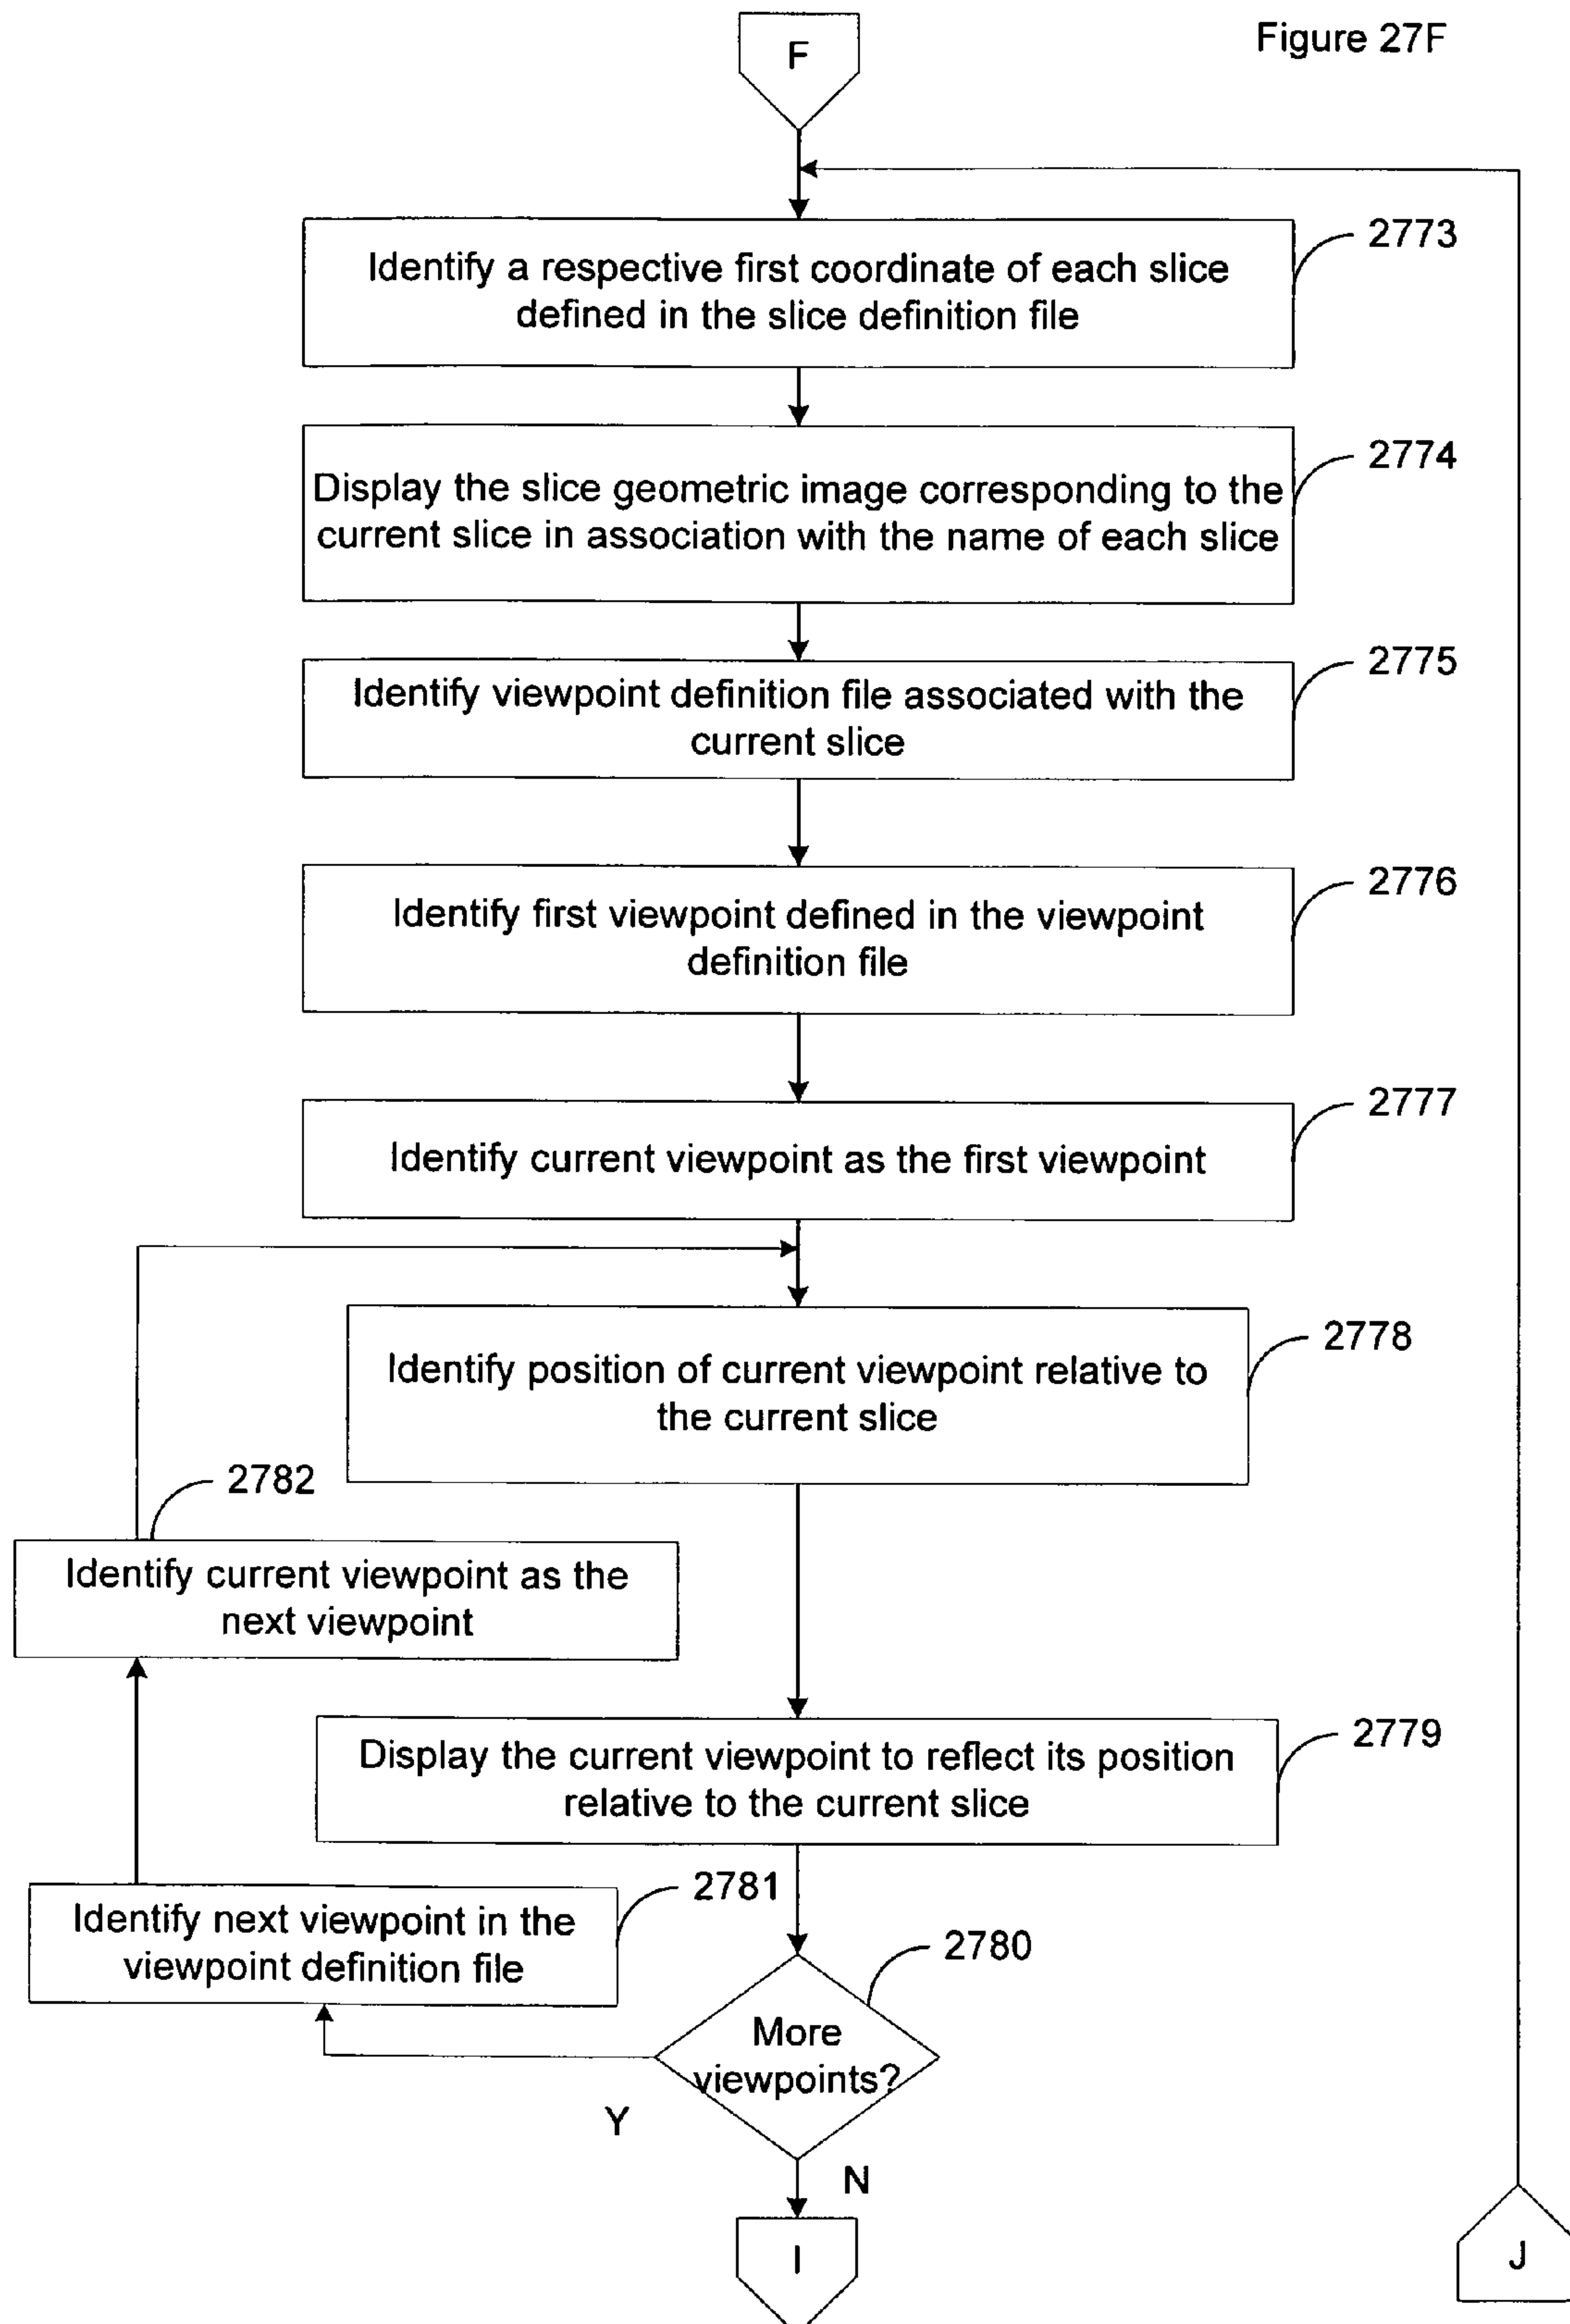 Figure 27F
F
2773
Identify a respective first coordinate of each slice
defined in the slice definition file
2774
Display the slice geometric image corresponding to the
current slice in association with the name of each slice
2775
Identify viewpoint definition file associated with the
current slice
2776
Identify first viewpoint defined in the viewpoint
definition file
2777
Identify current viewpoint as the first viewpoint
2778
Identify position of current viewpoint relative to
the current slice
2782
Identify current viewpoint as the
next viewpoint
2779
Display the current viewpoint to reflect its position
relative to the current slice
2781
Identify next viewpoint in the
viewpoint definition file
2780
More
viewpoints?
Y
N
I
J